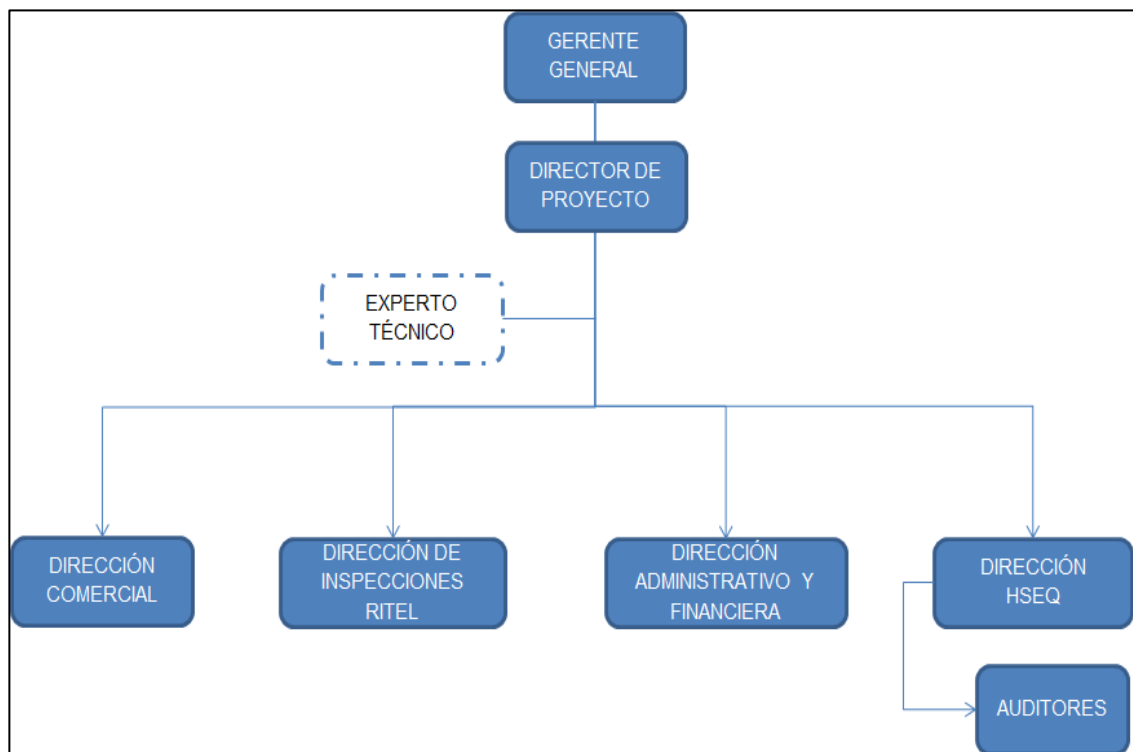 GERENTE
GENERAL
DIRECTOR DE
PROYECTO
EXPERTO
TÉCNICO
DIRECCIÓN
COMERCIAL
DIRECCIÓN DE
INSPECCIONES
RITEL
DIRECCIÓN
ADMINISTRATIVO Y
FINANCIERA
DIRECCIÓN
HSEQ
AUDITORES